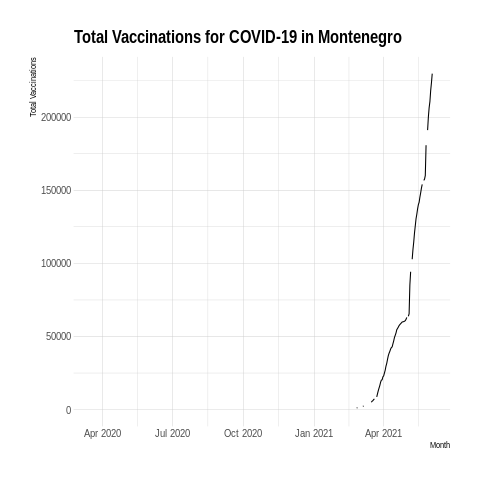 Total Vaccinations for COVID-19 in Montenegro
Total Vaccinations
200000
150000
100000
50000
0
Apr 2020 Jul 2020 Oct 2020 Jan 2021 Apr 2021
Month